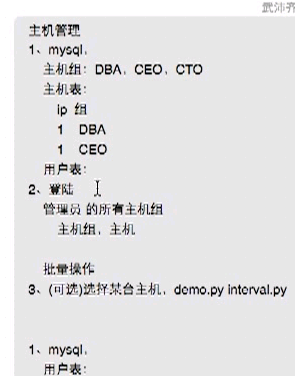 武沛齐
主机管理
1、mysql，
主机组：DBA、CEO、CTO
主机表：
ip 组
1 DBA
1 CEO
用户表：
2、登陆
管理员 的所有主机组
主机组，主机
批量操作
3、(可选)选择某台主机，demo.py interval.py
1、mysql，
用户表：